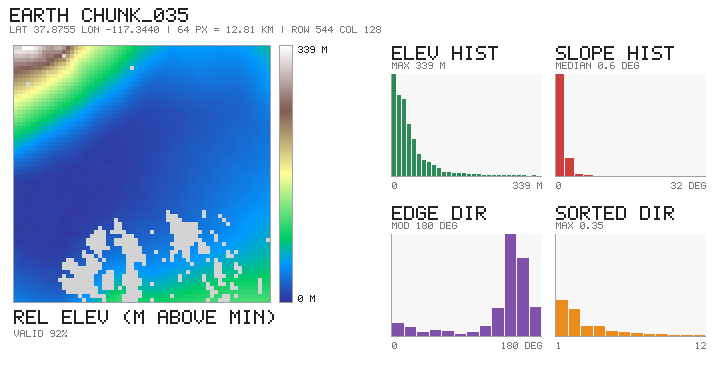 EARTH CHUNK_035
LAT 37.8755 LON -117.3440 | 64 PX = 12.81 KM | ROW 544 COL 128
339 M
0 M
REL ELEV (M ABOVE MIN)
VALID 92%
ELEV HIST
MAX 339 M
0 339 M
SLOPE HIST
MEDIAN 0.6 DEG
0 32 DEG
EDGE DIR
MOD 180 DEG
0 180 DEG
SORTED DIR
MAX 0.35
1 12